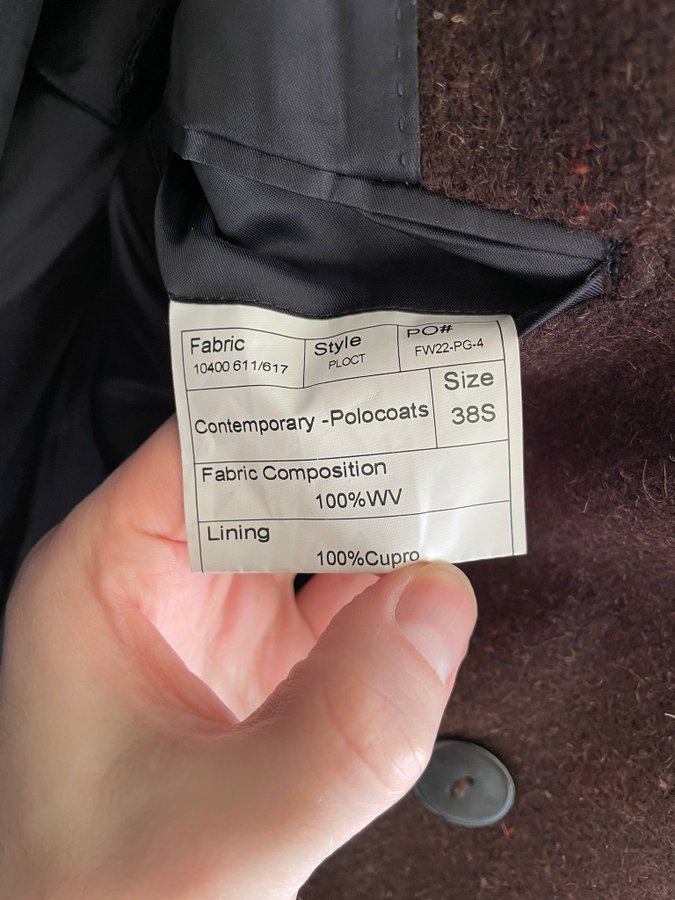 Fabric
10400 611/617
Style
PLOCT
PO#
FW22-PG-4
Contemporary -Polocoats
Size
38S
Fabric Composition
100%WV
Lining
100%Cupro